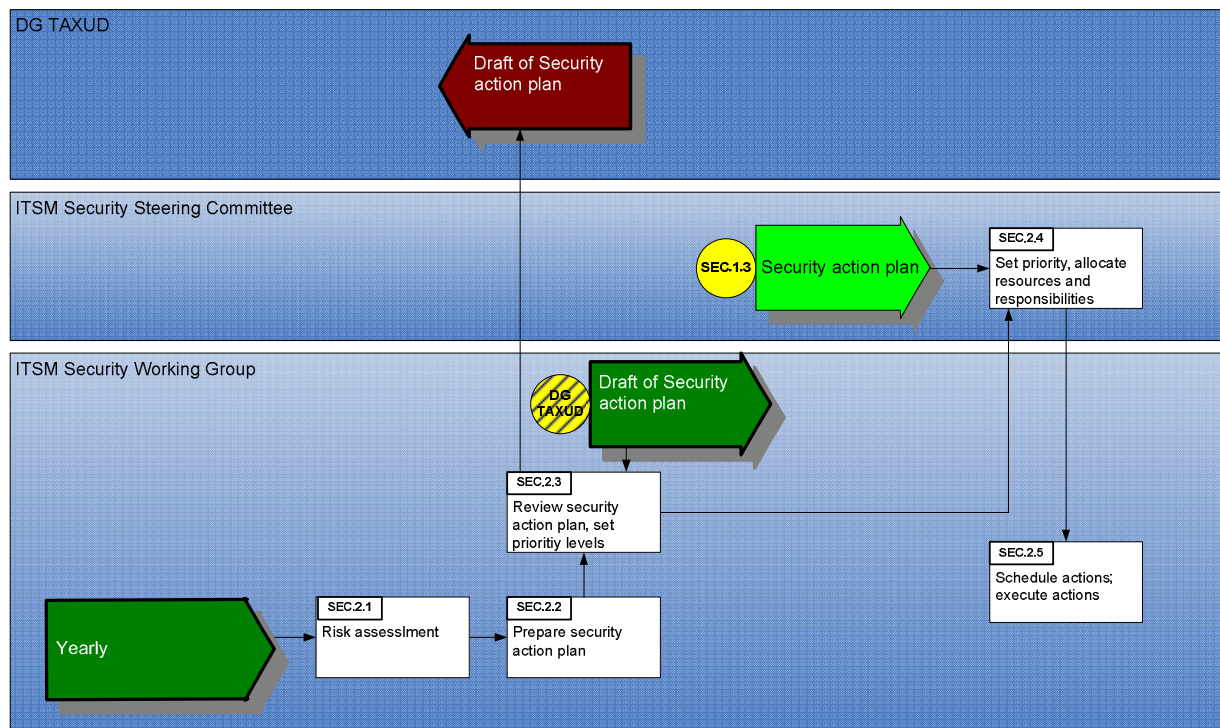 DG TAXUD
Draft of Security
action plan
ITSM Security Steering Committee
SEC.1.3
Security action plan
SEC.2.4
Set priority, allocate
resources and
responsibilities
ITSM Security Working Group
DG
TAXUD
Draft of Security
action plan
SEC.2.3
Review security
action plan, set
prioritiy levels
SEC.2.5
Schedule actions;
execute actions
Yearly
SEC.2.1
Risk assesslment
SEC.2.2
Prepare security
action plan